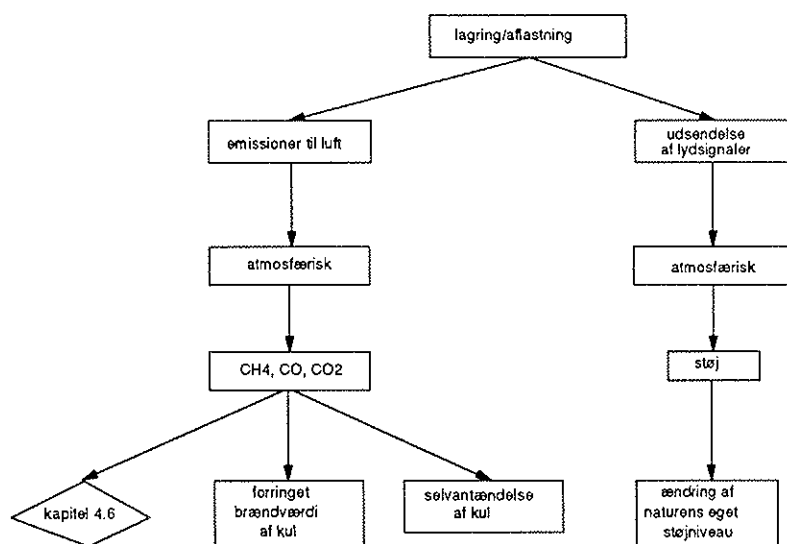 lagring/aflastning
emissioner til luft
udsendelse
af lydsignaler
atmosfærisk
atmosfærisk
CH4, CO, CO2
støj
kapitel 4.6
forringet
brændværdi
af kul
selvantændelse
af kul
ændring af
naturens eget
støjniveau